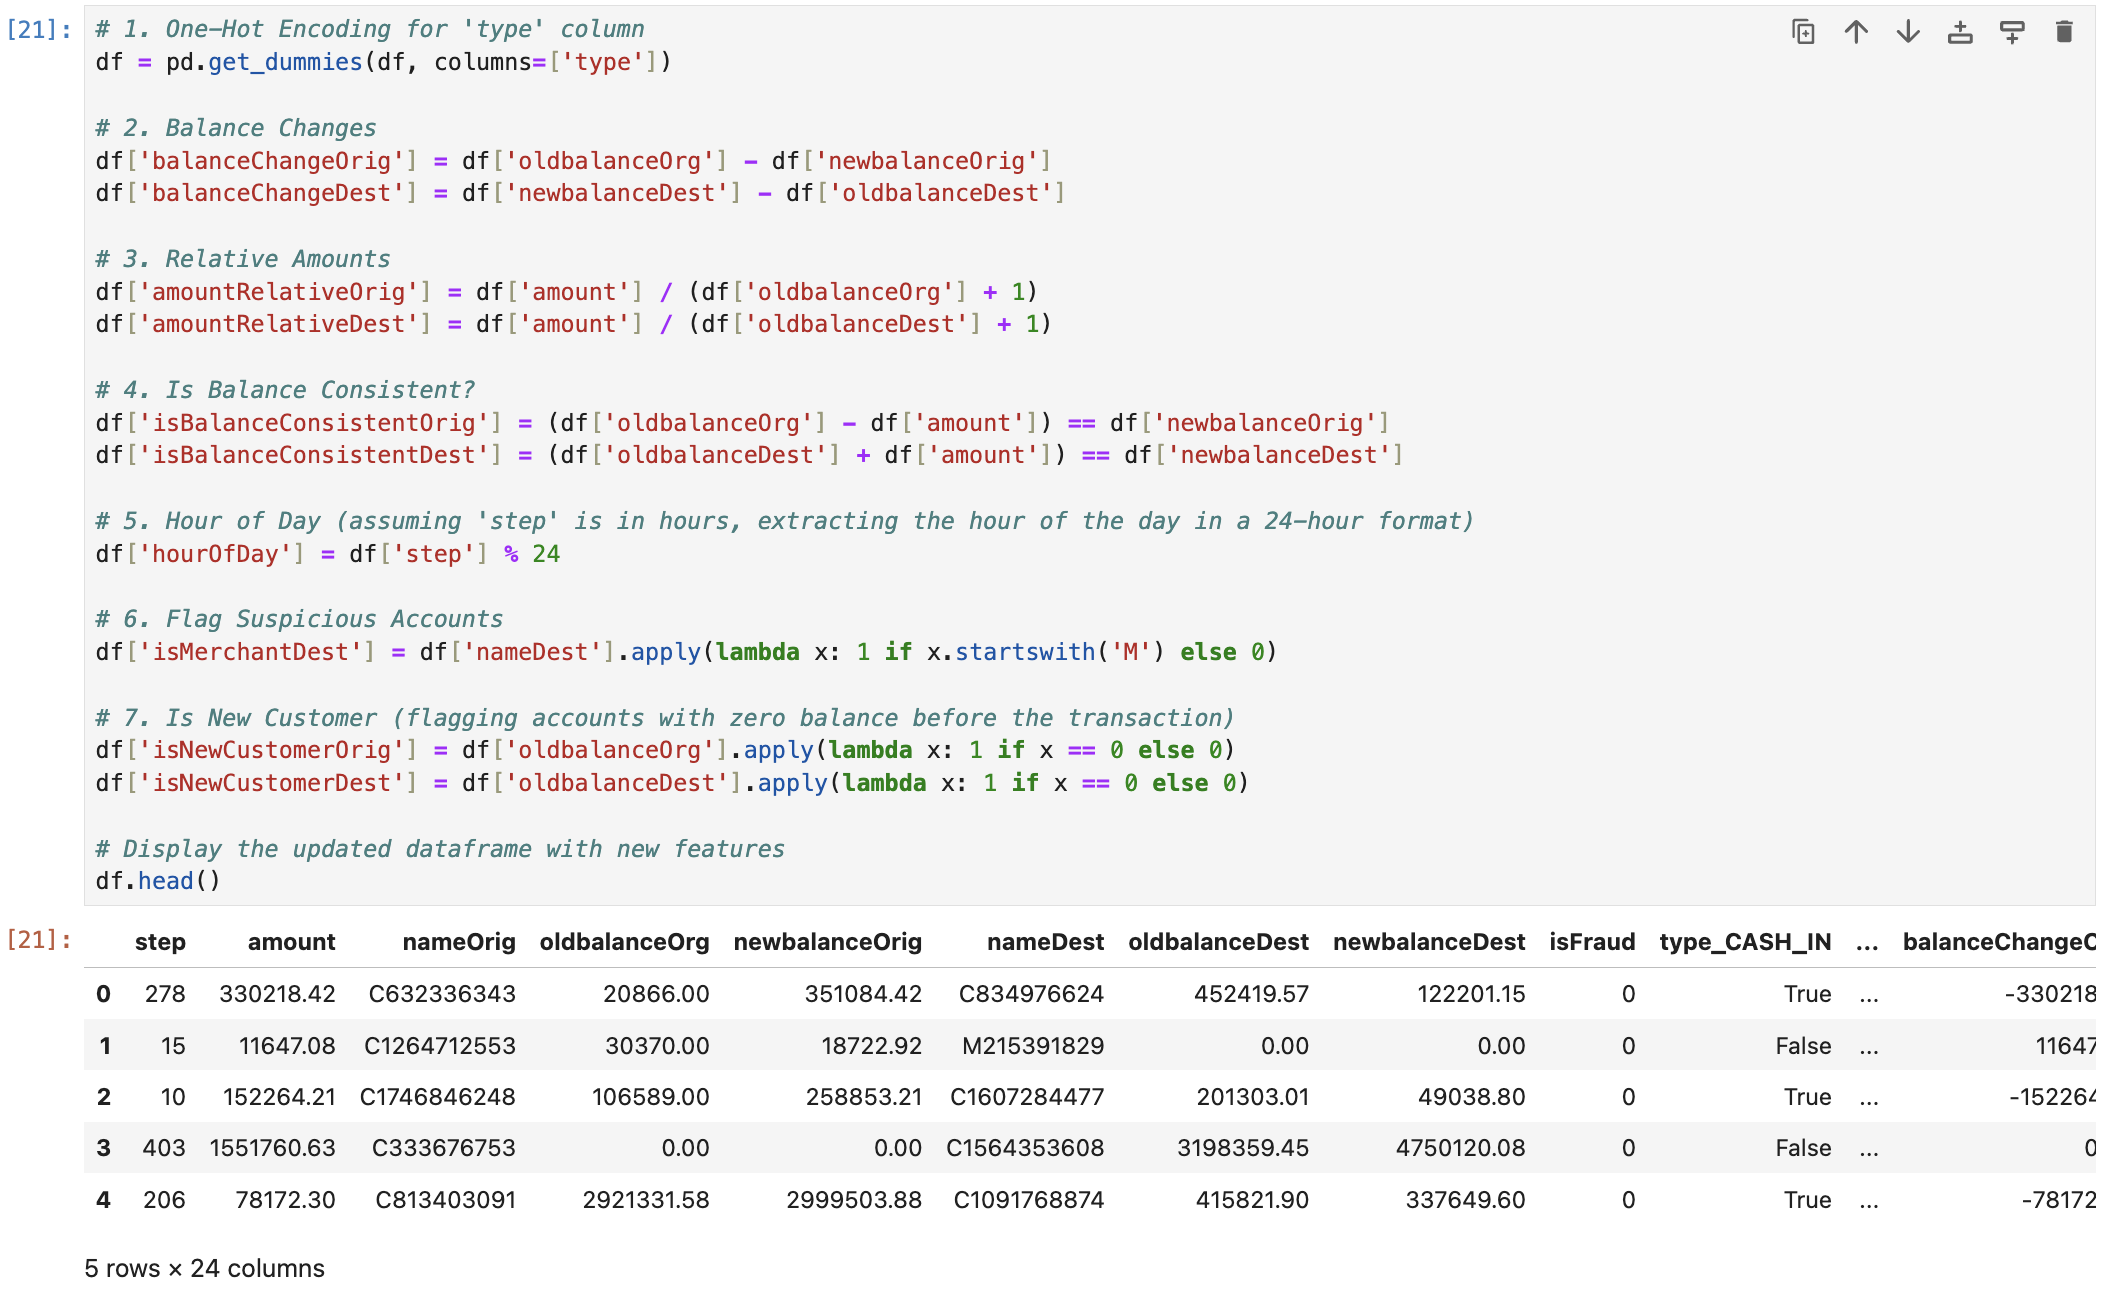 [21]: # 1. One-Hot Encoding for 'type' column
df = pd.get_dummies(df, columns=['type'])
# 2. Balance Changes
df['balanceChangeOrig'] = df['oldbalanceOrg'] - df['newbalanceOrig']
df['balanceChangeDest'] = df['newbalanceDest'] - df['oldbalanceDest']
# 3. Relative Amounts
df['amountRelativeOrig'] = df['amount'] / (df['oldbalanceOrg'] + 1)
df['amountRelativeDest'] = df['amount'] / (df['oldbalanceDest'] + 1)
# 4. Is Balance Consistent?
df['isBalanceConsistentOrig'] = (df['oldbalanceOrg'] - df['amount']) == df['newbalanceOrig']
df['isBalanceConsistentDest'] = (df['oldbalanceDest'] + df['amount']) == df['newbalanceDest']
# 5. Hour of Day (assuming 'step' is in hours, extracting the hour of the day in a 24-hour format)
df['hourOfDay'] = df['step'] % 24
# 6. Flag Suspicious Accounts
df['isMerchantDest'] = df['nameDest'].apply(lambda x: 1 if x.startswith('M') else 0)
# 7. Is New Customer (flagging accounts with zero balance before the transaction)
df['isNewCustomerOrig'] = df['oldbalanceOrg'].apply(lambda x: 1 if x == 0 else 0)
df['isNewCustomerDest'] = df['oldbalanceDest'].apply(lambda x: 1 if x == 0 else 0)
# Display the updated dataframe with new features
df.head()
[21]: step amount nameOrig oldbalanceOrg newbalanceOrig nameDest oldbalanceDest newbalanceDest isFraud type_CASH_IN ... balanceChangeC
0 278 330218.42 C632336343 20866.00 351084.42 C834976624 452419.57 122201.15 0 True ... -330218
1 15 11647.08 C1264712553 30370.00 18722.92 M215391829 0.00 0.00 0 False ... 11647
2 10 152264.21 C1746846248 106589.00 258853.21 C1607284477 201303.01 49038.80 0 True ... -152264
3 403 1551760.63 C333676753 0.00 0.00 C1564353608 3198359.45 4750120.08 0 False ... 0
4 206 78172.30 C813403091 2921331.58 2999503.88 C1091768874 415821.90 337649.60 0 True ... -78172
5 rows × 24 columns